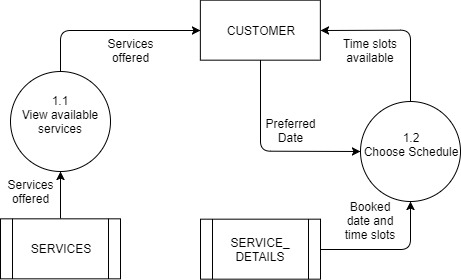 Services
offered
CUSTOMER
Time slots
available
1.1
View available
services
Preferred
Date
1.2
Choose Schedule
Services
offered
Booked
date and
time slots
SERVICES
SERVICE_
DETAILS